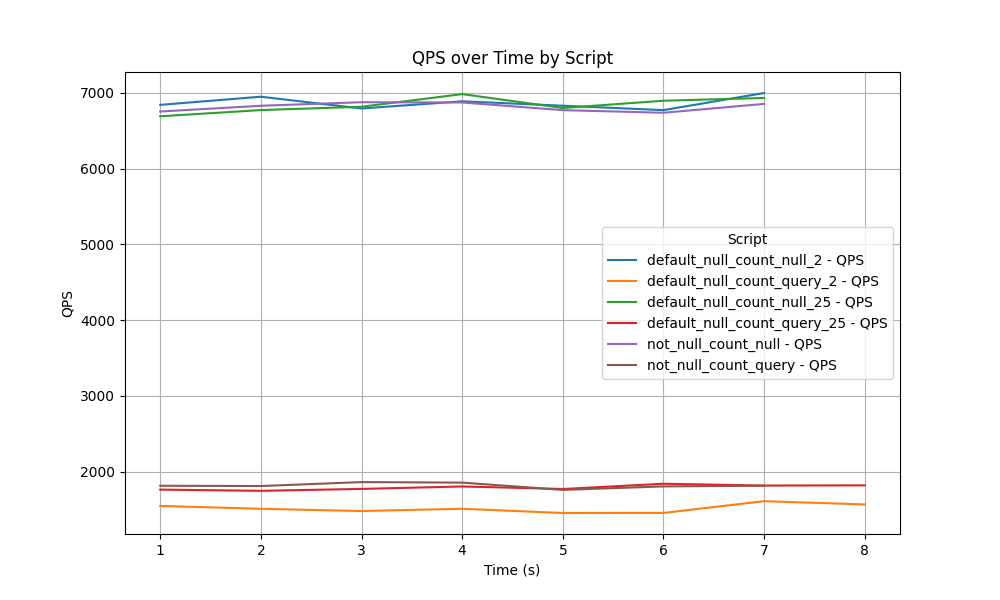 QPS over Time by Script
7000
6000
5000
4000
3000
2000
QPS
Script
default_null_count_null_2 - QPS
default_null_count_query_2 - QPS
default_null_count_null_25 - QPS
default_null_count_query_25 - QPS
not_null_count_null - QPS
not_null_count_query - QPS
1 2 3 4 5 6 7 8
Time (s)